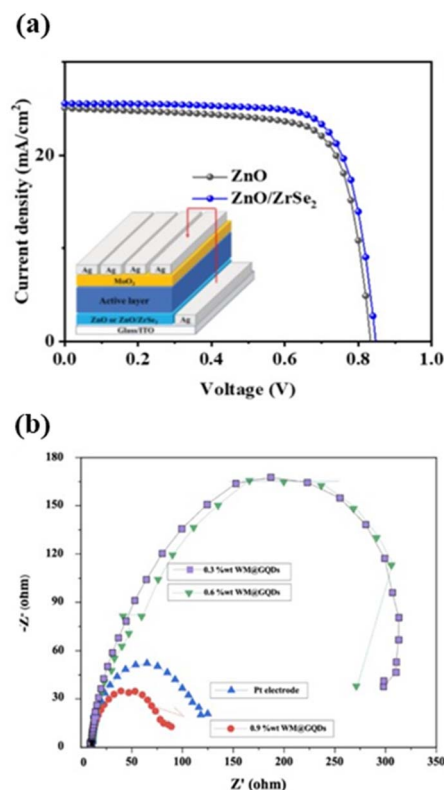 (a)
Current density (mA/cm²)
20
0
ZnO
ZnO/ZrSe₂
Ag Ag Ag Ag
MoO₃
Active layer
ZnO or ZnO/ZrSe₂
Ag
Glass/ITO
0.0 0.2 0.4 0.6 0.8 1.0
Voltage (V)
(b)
-Z" (ohm)
180
150
120
90
60
30
0
0.3 %wt WM@GQDs
0.6 %wt WM@GQDs
Pt electrode
0.9 %wt WM@GQDs
0 50 100 150 200 250 300 350
Z' (ohm)